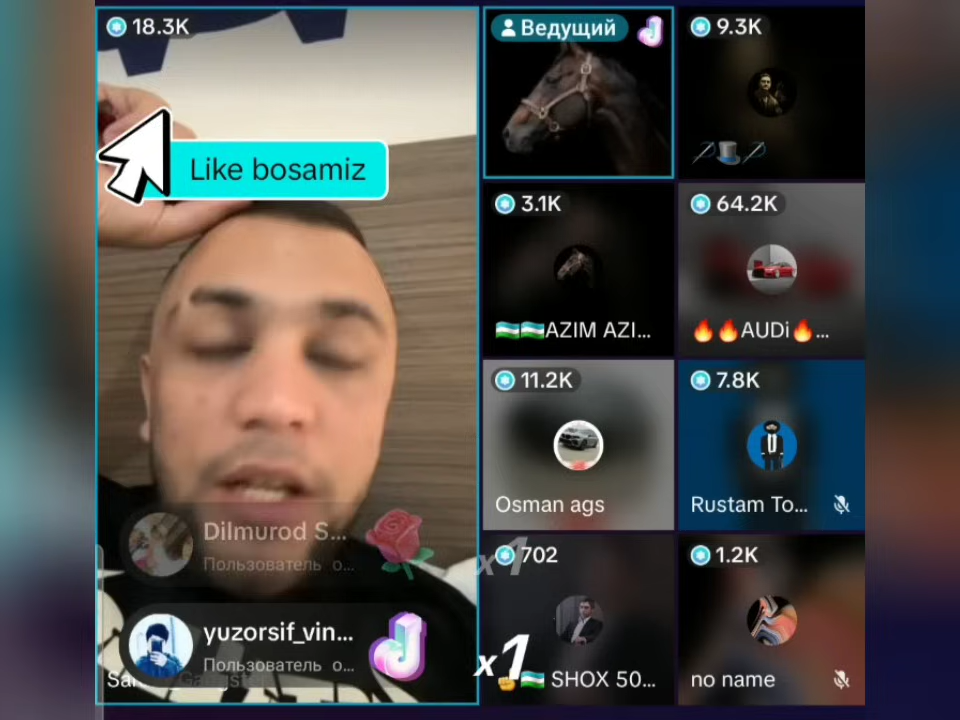 18.3K
Like bosamiz
Dilmurod S...
Пользователь о...
x1
yuzorsif_vin...
Пользователь о...
x1
Ведущий
9.3K
3.1K
AZIM AZI...
64.2K
AUDi...
11.2K
Osman ags
7.8K
Rustam To...
702
SHOX 50...
1.2K
no name